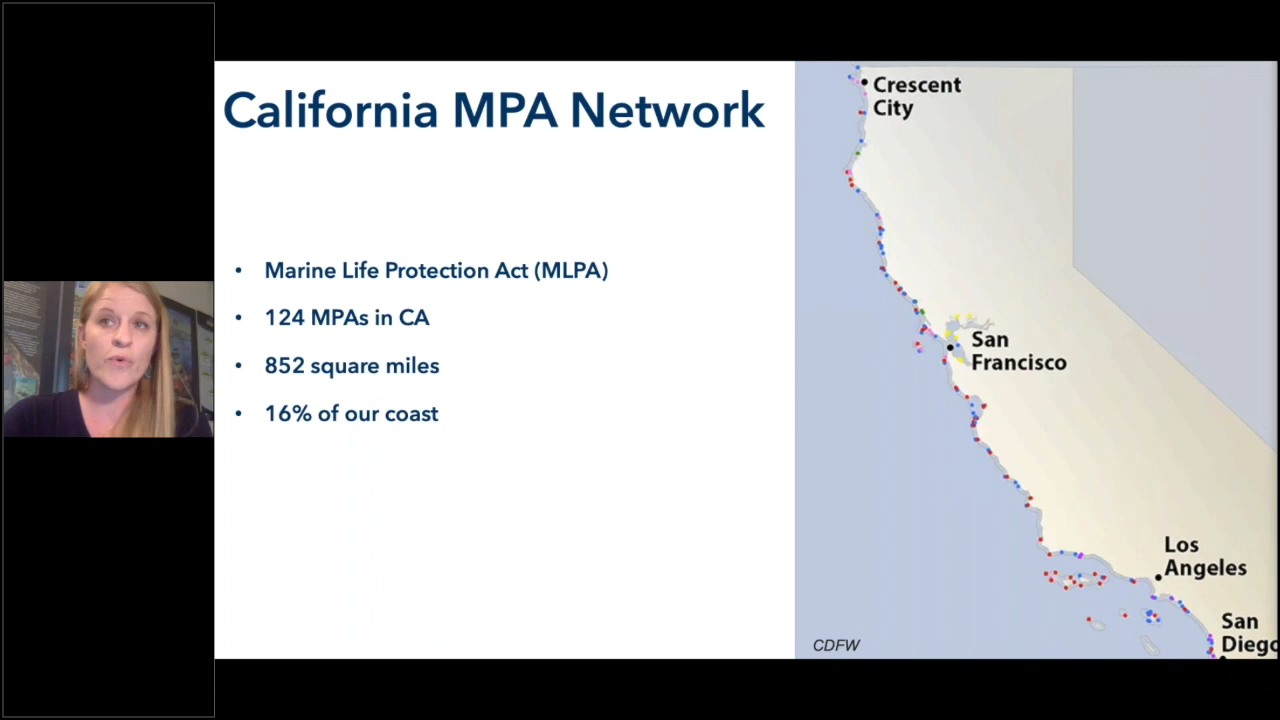 California MPA Network
• Marine Life Protection Act (MLPA)
• 124 MPAs in CA
• 852 square miles
• 16% of our coast
Crescent
City
San
Francisco
Los
Angeles
San
Diego
CDFW